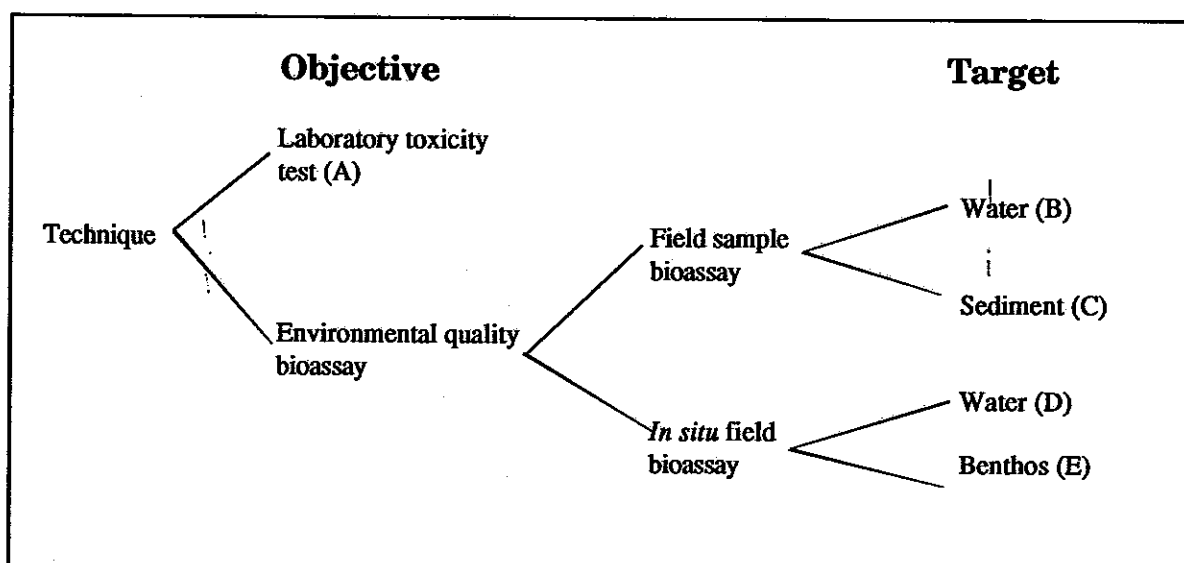 Objective
Target
Laboratory toxicity
test (A)
Technique
Water (B)
Field sample
bioassay
Sediment (C)
Environmental quality
bioassay
Water (D)
In situ field
bioassay
Benthos (E)